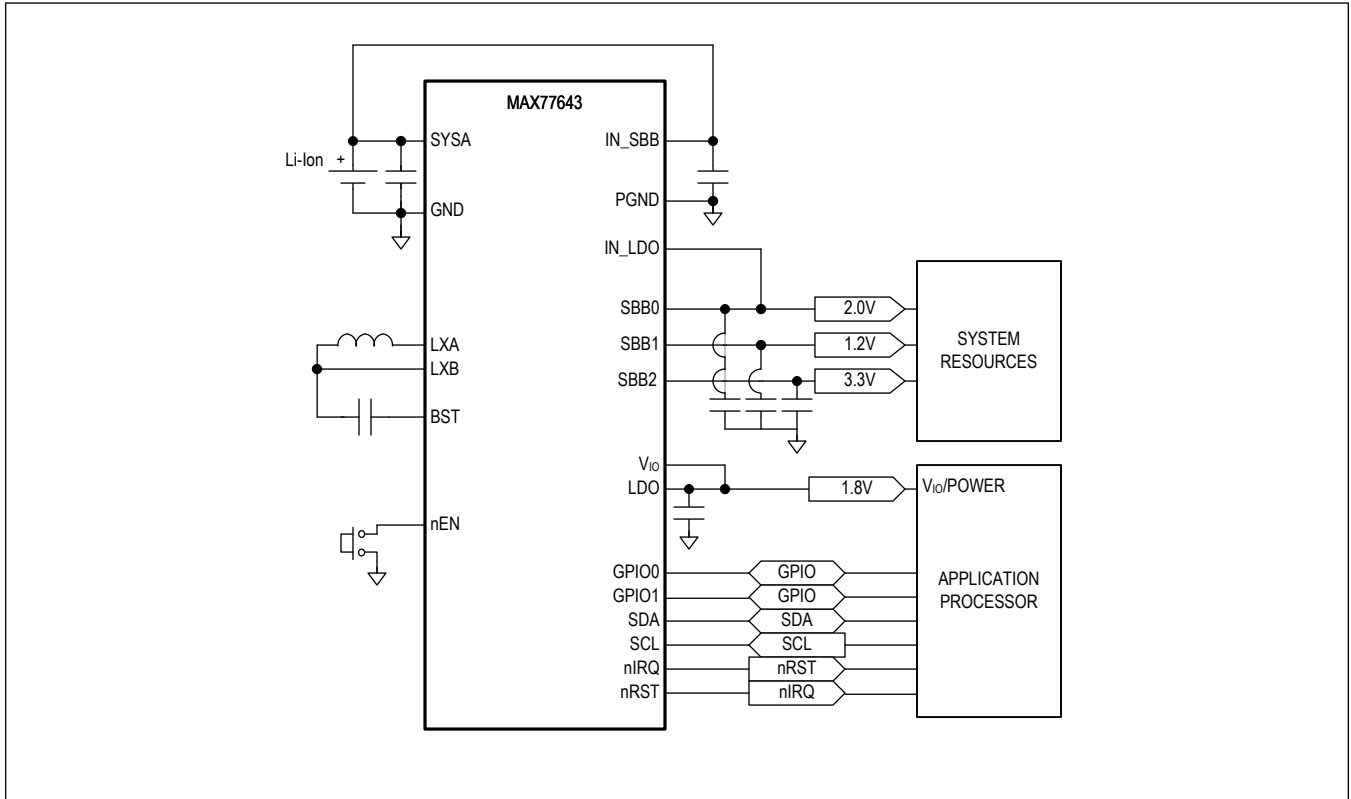 MAX77643
SYSA
IN_SBB
Li-Ion +
GND
PGND
IN_LDO
SBB0
2.0V
LXA
SBB1
1.2V
SYSTEM
RESOURCES
LXB
SBB2
3.3V
BST
VIO
LDO
1.8V
VIO/POWER
nEN
GPIO0
GPIO
GPIO1
GPIO
APPLICATION
PROCESSOR
SDA
SDA
SCL
SCL
nIRQ
nRST
nRST
nIRQ